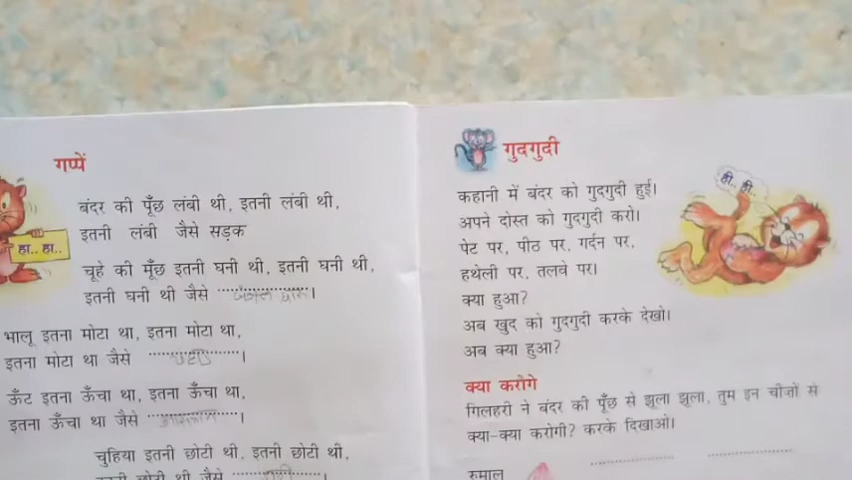 गप्पें
हा.. हा..
बंदर की पूँछ लंबी थी, इतनी लंबी थी,
इतनी लंबी जैसे सड़क
चूहे की मूँछ इतनी घनी थी, इतनी घनी थी,
इतनी घनी थी जैसे ....................।
भालू इतना मोटा था, इतना मोटा था,
इतना मोटा था जैसे ....................।
ऊँट इतना ऊँचा था, इतना ऊँचा था,
इतना ऊँचा था जैसे ....................।
चुहिया इतनी छोटी थी, इतनी छोटी थी,
इतनी छोटी थी जैसे ....................।
गुदगुदी
कहानी में बंदर को गुदगुदी हुई।
अपने दोस्त को गुदगुदी करो।
पेट पर, पीठ पर, गर्दन पर,
हथेली पर, तलवे पर।
क्या हुआ?
अब खुद को गुदगुदी करके देखो।
अब क्या हुआ?
ही.. ही..
क्या करोगे
गिलहरी ने बंदर की पूँछ से झूला झूला, तुम इन चीज़ों से
क्या-क्या करोगी? करके दिखाओ।
रुमाल .................... ....................